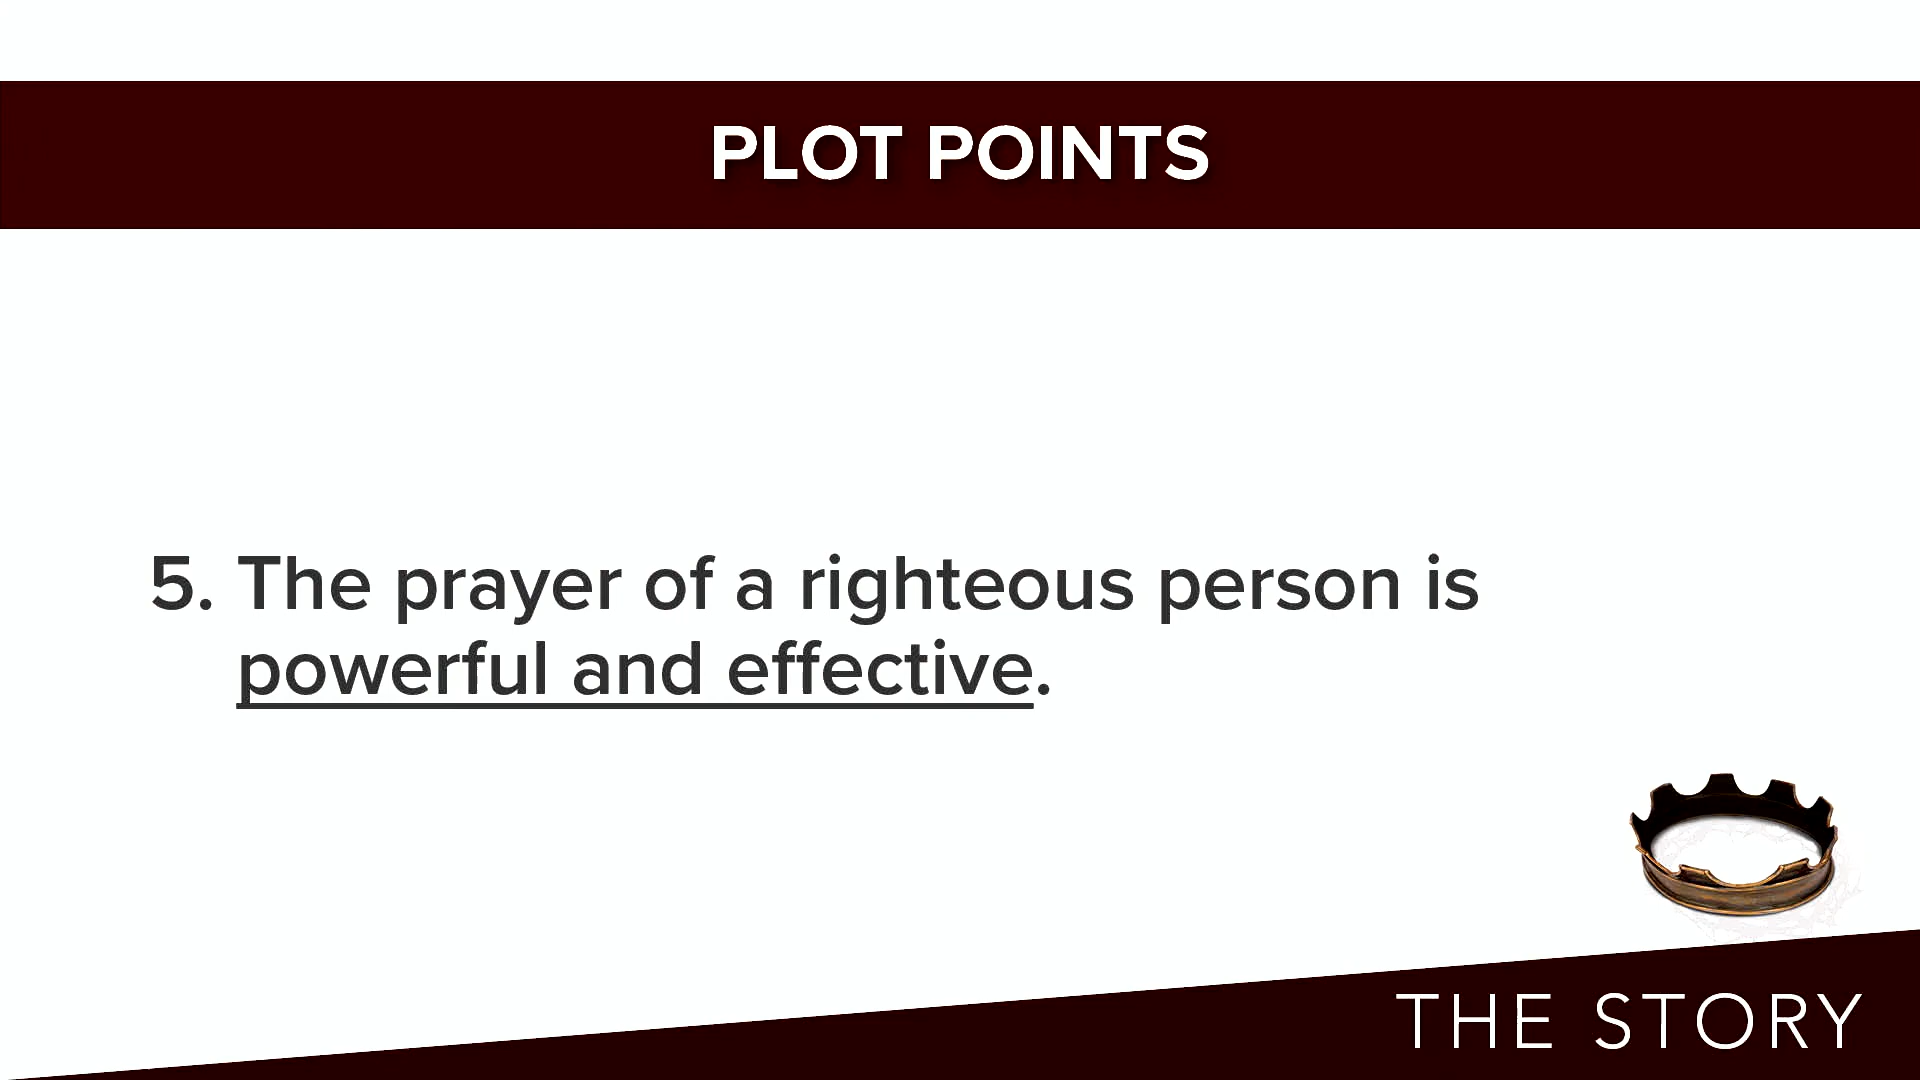 PLOT POINTS
5. The prayer of a righteous person is
powerful and effective.
THE STORY